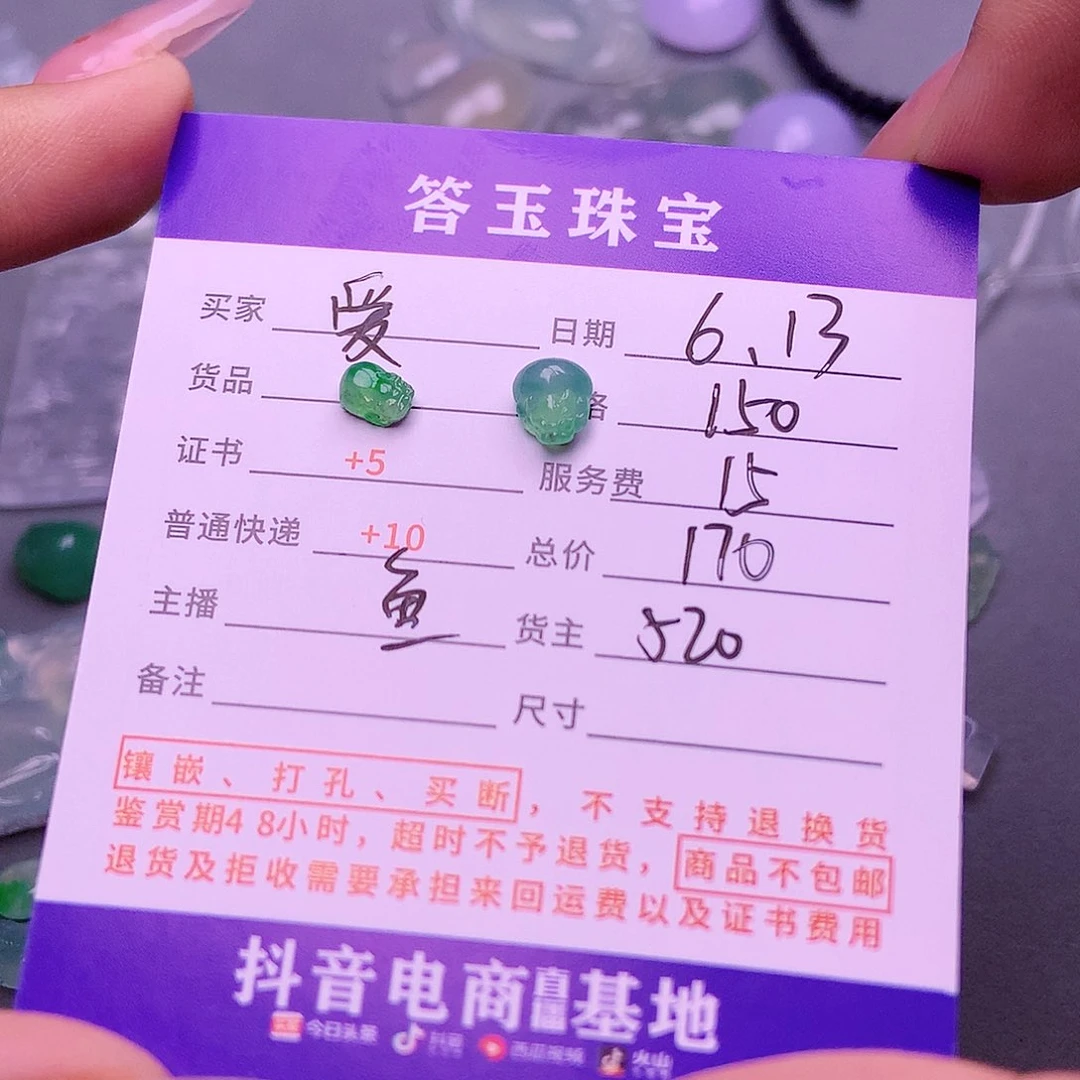 答玉珠宝
买家 爱 日期 6、13
货品 格 150
证书 +5 服务费 15
普通快递 +10 总价 170
主播 鱼 货主 520
备注 尺寸
镶嵌、打孔、买断，不支持退换货
鉴赏期48小时，超时不予退货，商品不包邮
退货及拒收需要承担来回运费以及证书费用
抖音电商直播基地
今日头条 抖音 西瓜视频 火山